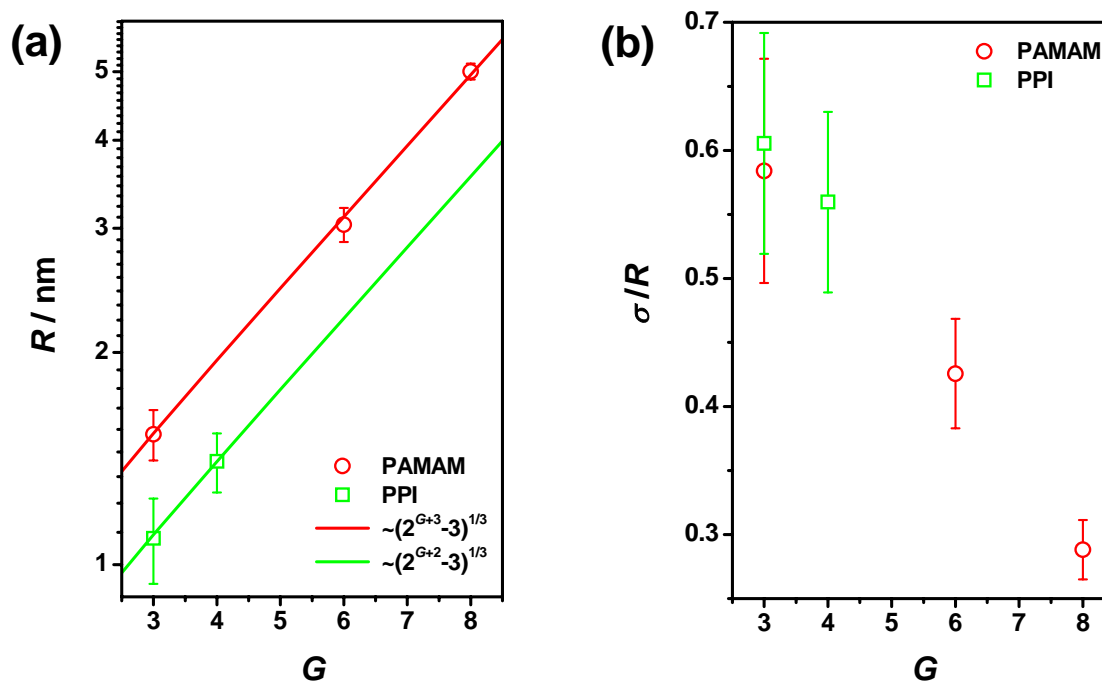 (a)
R / nm
5
4
3
2
1
3 4 5 6 7 8
G
PAMAM
PPI
~(2^{G+3}-3)^{1/3}
~(2^{G+2}-3)^{1/3}
(b)
σ/R
0.7
0.6
0.5
0.4
0.3
3 4 5 6 7 8
G
PAMAM
PPI